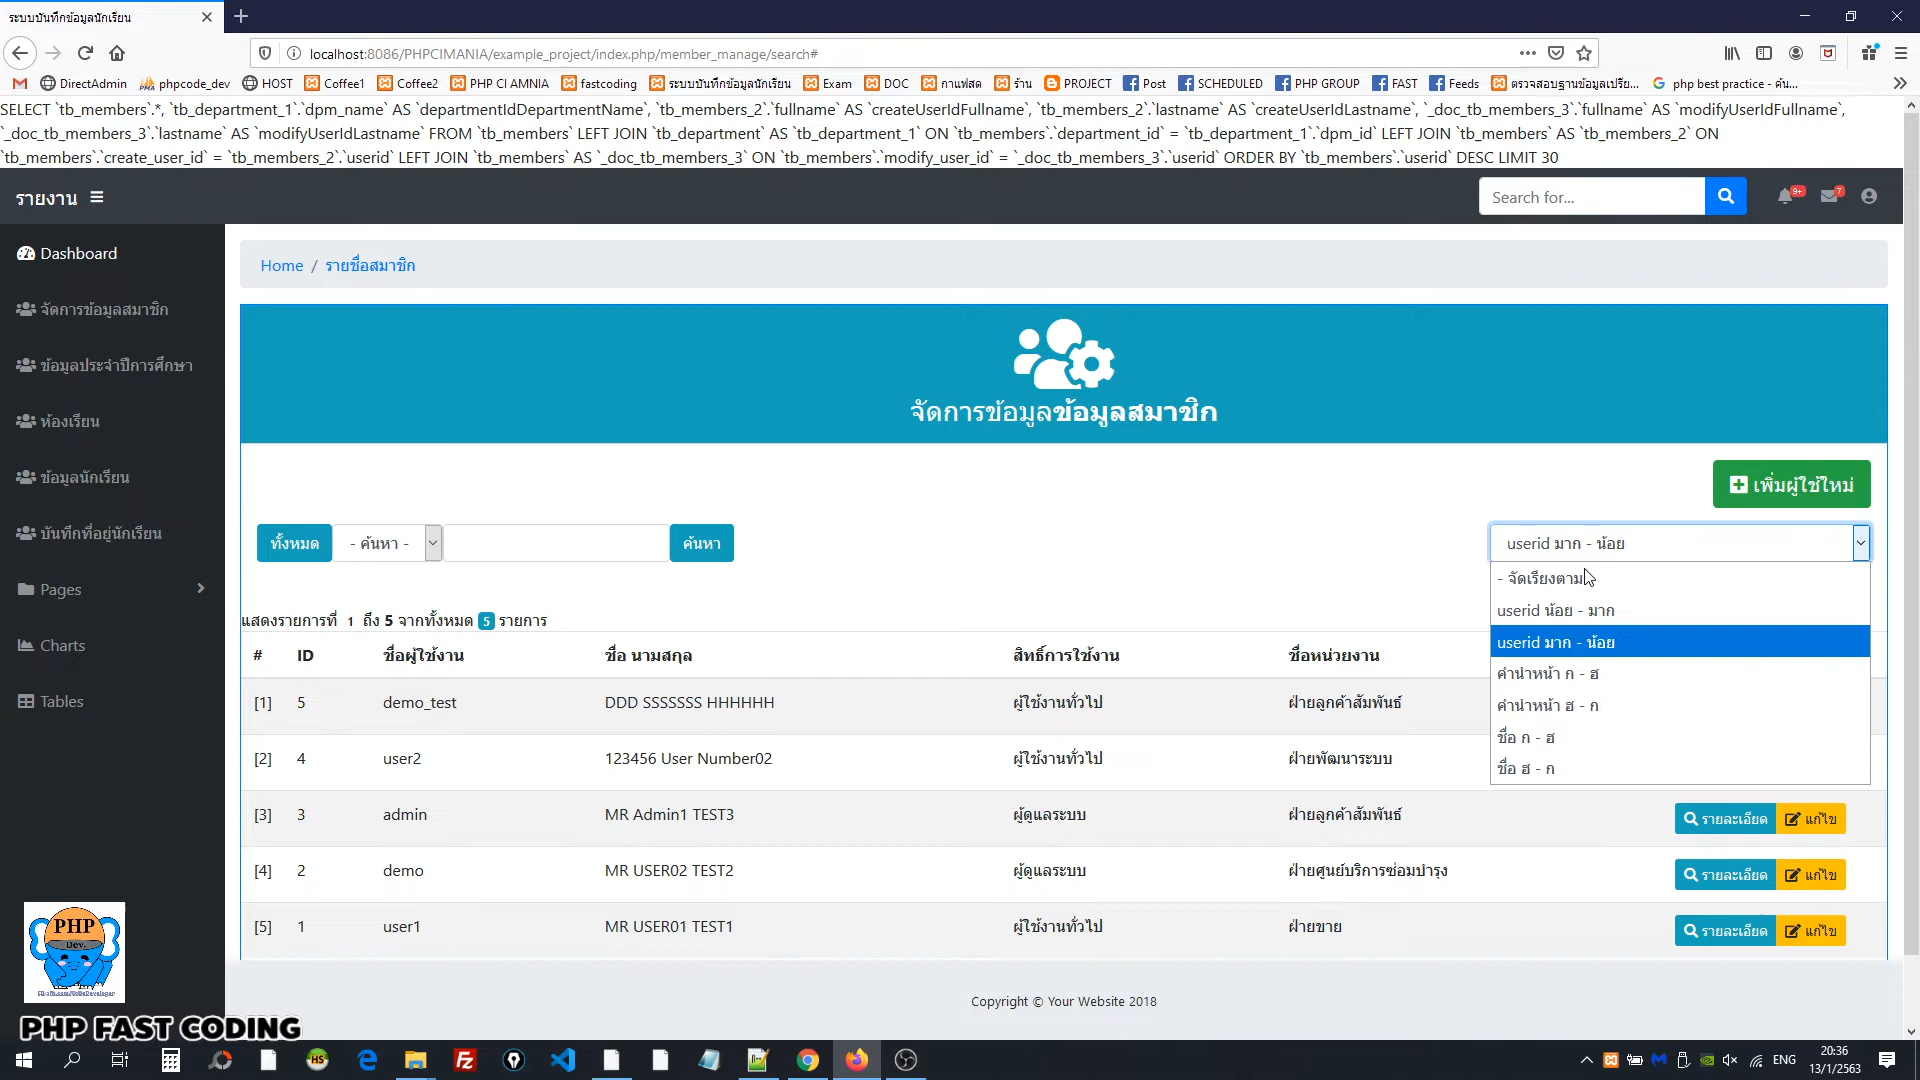 ระบบบันทึกข้อมูลนักเรียน
localhost:8086/PHPCIMANIA/example_project/index.php/member_manage/search#
DirectAdmin phpcode_dev HOST Coffee1 Coffee2 PHP CI AMNIA fastcoding ระบบบันทึกข้อมูลนักเรียน Exam DOC กาแฟสด ร้าน PROJECT Post SCHEDULED PHP GROUP FAST Feeds ตรวจสอบฐานข้อมูลเปรีย... php best practice - ค้น...
SELECT `tb_members`.*, `tb_department_1`.`dpm_name` AS `departmentIdDepartmentName`, `tb_members_2`.`fullname` AS `createUserIdFullname`, `tb_members_2`.`lastname` AS `createUserIdLastname`, `_doc_tb_members_3`.`fullname` AS `modifyUserIdFullname`,
`_doc_tb_members_3`.`lastname` AS `modifyUserIdLastname` FROM `tb_members` LEFT JOIN `tb_department` AS `tb_department_1` ON `tb_members`.`department_id` = `tb_department_1`.`dpm_id` LEFT JOIN `tb_members` AS `tb_members_2` ON
`tb_members`.`create_user_id` = `tb_members_2`.`userid` LEFT JOIN `tb_members` AS `_doc_tb_members_3` ON `tb_members`.`modify_user_id` = `_doc_tb_members_3`.`userid` ORDER BY `tb_members`.`userid` DESC LIMIT 30
รายงาน
Search for...
9+
7
Dashboard
จัดการข้อมูลสมาชิก
ข้อมูลประจำปีการศึกษา
ห้องเรียน
ข้อมูลนักเรียน
บันทึกที่อยู่นักเรียน
Pages
Charts
Tables
Home / รายชื่อสมาชิก
จัดการข้อมูลข้อมูลสมาชิก
เพิ่มผู้ใช้ใหม่
ทั้งหมด - ค้นหา - ค้นหา
userid มาก - น้อย
- จัดเรียงตาม
userid น้อย - มาก
userid มาก - น้อย
คำนำหน้า ก - ฮ
คำนำหน้า ฮ - ก
ชื่อ ก - ฮ
ชื่อ ฮ - ก
แสดงรายการที่ 1 ถึง 5 จากทั้งหมด 5 รายการ
# ID ชื่อผู้ใช้งาน ชื่อ นามสกุล สิทธิ์การใช้งาน ชื่อหน่วยงาน
[1] 5 demo_test DDD SSSSSSS HHHHHH ผู้ใช้งานทั่วไป ฝ่ายลูกค้าสัมพันธ์
[2] 4 user2 123456 User Number02 ผู้ใช้งานทั่วไป ฝ่ายพัฒนาระบบ
[3] 3 admin MR Admin1 TEST3 ผู้ดูแลระบบ ฝ่ายลูกค้าสัมพันธ์ รายละเอียด แก้ไข
[4] 2 demo MR USER02 TEST2 ผู้ดูแลระบบ ฝ่ายศูนย์บริการซ่อมบำรุง รายละเอียด แก้ไข
[5] 1 user1 MR USER01 TEST1 ผู้ใช้งานทั่วไป ฝ่ายขาย รายละเอียด แก้ไข
Copyright © Your Website 2018
PHP
Dev.
PHP FAST CODING
ENG
20:36
13/1/2563